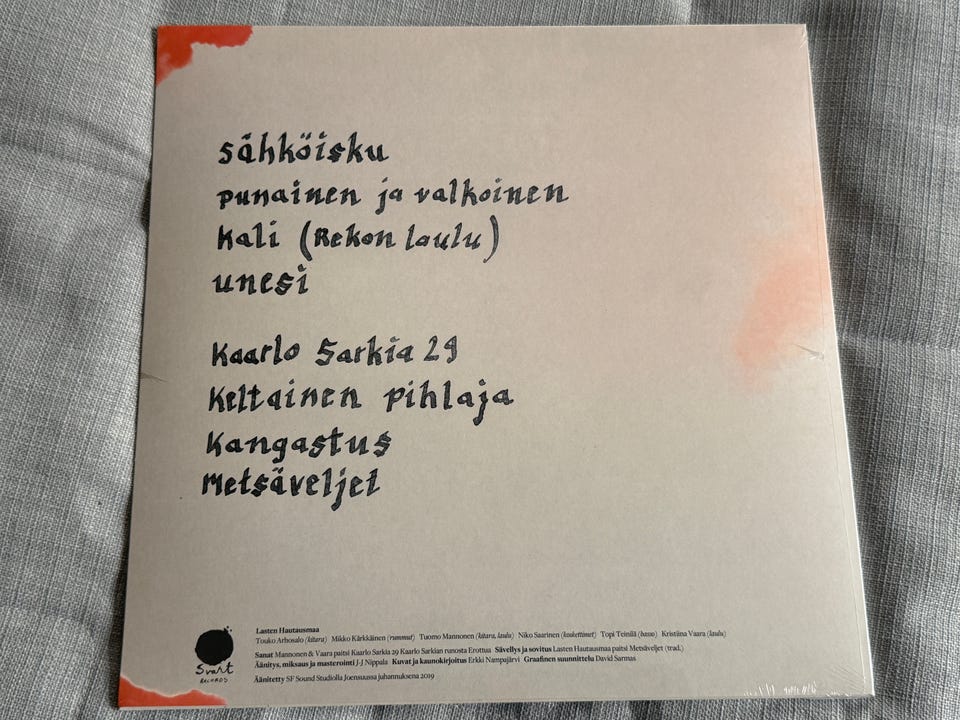 sähköisku
punainen ja valkoinen
Kali (Rekon laulu)
unesi
Kaarlo Sarkia 29
Keltainen pihlaja
Kangastus
Metsäveljet
Lasten Hautausmaa
Touko Arhosalo (kitara) Mikko Kärkkäinen (rummut) Tuomo Mannonen (kitara, laulu) Niko Saarinen (koskettimet) Topi Teinilä (basso) Kristiina Vaara (laulu)
Sanat Mannonen & Vaara paitsi Kaarlo Sarkia 29 Kaarlo Sarkian runosta Erottua Sävellys ja sovitus Lasten Hautausmaa paitsi Metsäveljet (trad.)
Äänitys, miksaus ja masterointi J-J Nippala Kuvat ja kaunokirjoitus Erkki Nampajärvi Graafinen suunnittelu David Sarmas
Äänitetty SF Sound Studiolla Joensuussa juhannuksena 2019
Svart
RECORDS